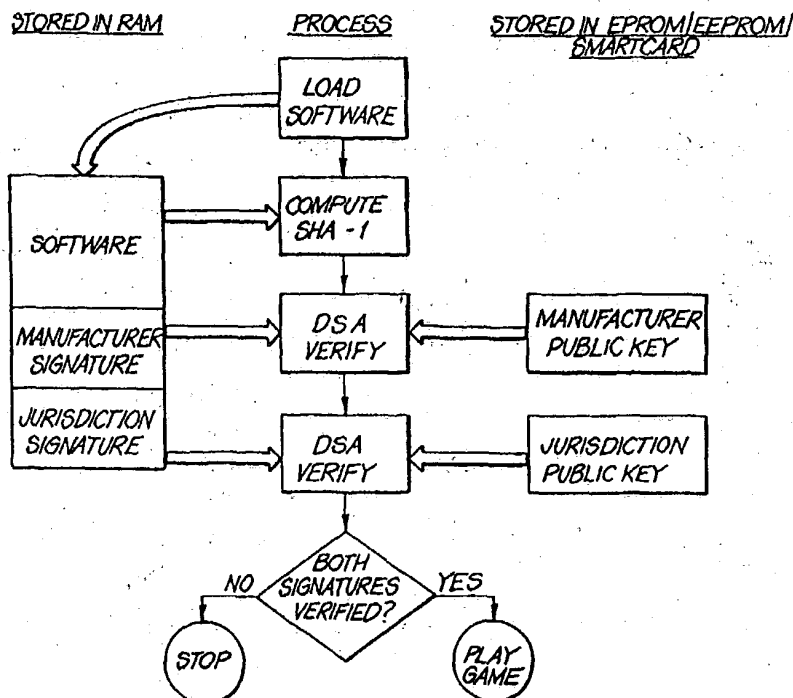 STORED IN RAM
PROCESS
STORED IN EPROM/EEPROM/
SMARTCARD
LOAD
SOFTWARE
SOFTWARE
COMPUTE
SHA - 1
MANUFACTURER
SIGNATURE
DSA
VERIFY
MANUFACTURER
PUBLIC KEY
JURISDICTION
SIGNATURE
DSA
VERIFY
JURISDICTION
PUBLIC KEY
BOTH
SIGNATURES
VERIFIED?
NO
YES
STOP
PLAY
GAME